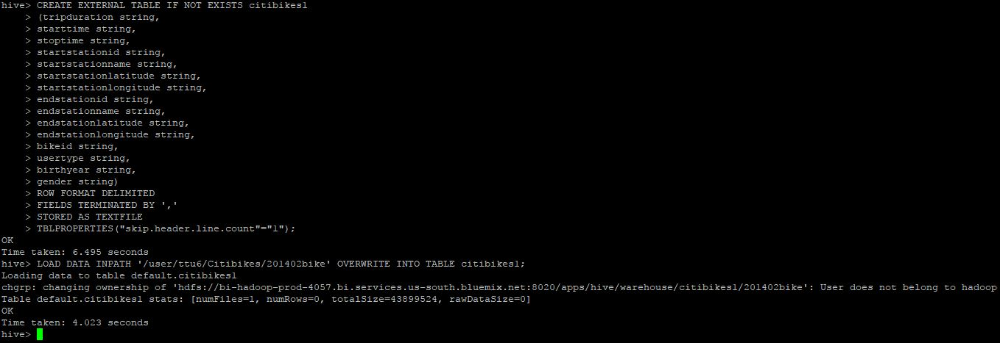 hive> CREATE EXTERNAL TABLE IF NOT EXISTS citibikes1
    > (tripduration string,
    > starttime string,
    > stoptime string,
    > startstationid string,
    > startstationname string,
    > startstationlatitude string,
    > startstationlongitude string,
    > endstationid string,
    > endstationname string,
    > endstationlatitude string,
    > endstationlongitude string,
    > bikeid string,
    > usertype string,
    > birthyear string,
    > gender string)
    > ROW FORMAT DELIMITED
    > FIELDS TERMINATED BY ','
    > STORED AS TEXTFILE
    > TBLPROPERTIES("skip.header.line.count"="1");
OK
Time taken: 6.495 seconds
hive> LOAD DATA INPATH '/user/ttu6/Citibikes/201402bike' OVERWRITE INTO TABLE citibikes1;
Loading data to table default.citibikes1
chgrp: changing ownership of 'hdfs://bi-hadoop-prod-4057.bi.services.us-south.bluemix.net:8020/apps/hive/warehouse/citibikes1/201402bike': User does not belong to hadoop
Table default.citibikes1 stats: [numFiles=1, numRows=0, totalSize=43899524, rawDataSize=0]
OK
Time taken: 4.023 seconds
hive>